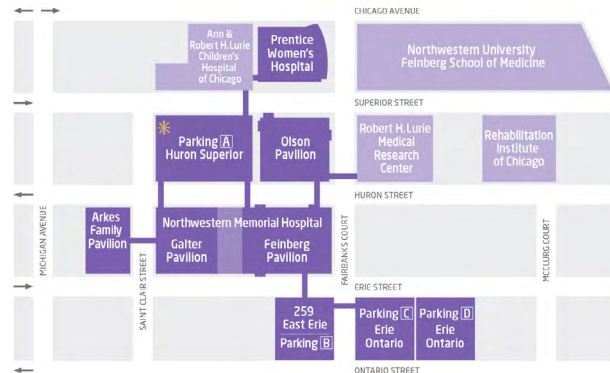 CHICAGO AVENUE
Ann &
Robert H. Lurie
Children's
Hospital
of Chicago
Prentice
Women's
Hospital
Northwestern University
Feinberg School of Medicine
SUPERIOR STREET
Parking A
Huron Superior
Olson
Pavilion
Robert H. Lurie
Medical
Research
Center
Rehabilitation
Institute
of Chicago
HURON STREET
MICHIGAN AVENUE
Arkes
Family
Pavilion
SAINT CLAIR STREET
Northwestern Memorial Hospital
Galter
Pavilion
Feinberg
Pavilion
FAIRBANKS COURT
MCCLURG COURT
ERIE STREET
259
East Erie
Parking B
Parking C
Erie
Ontario
Parking D
Erie
Ontario
ONTARIO STREET